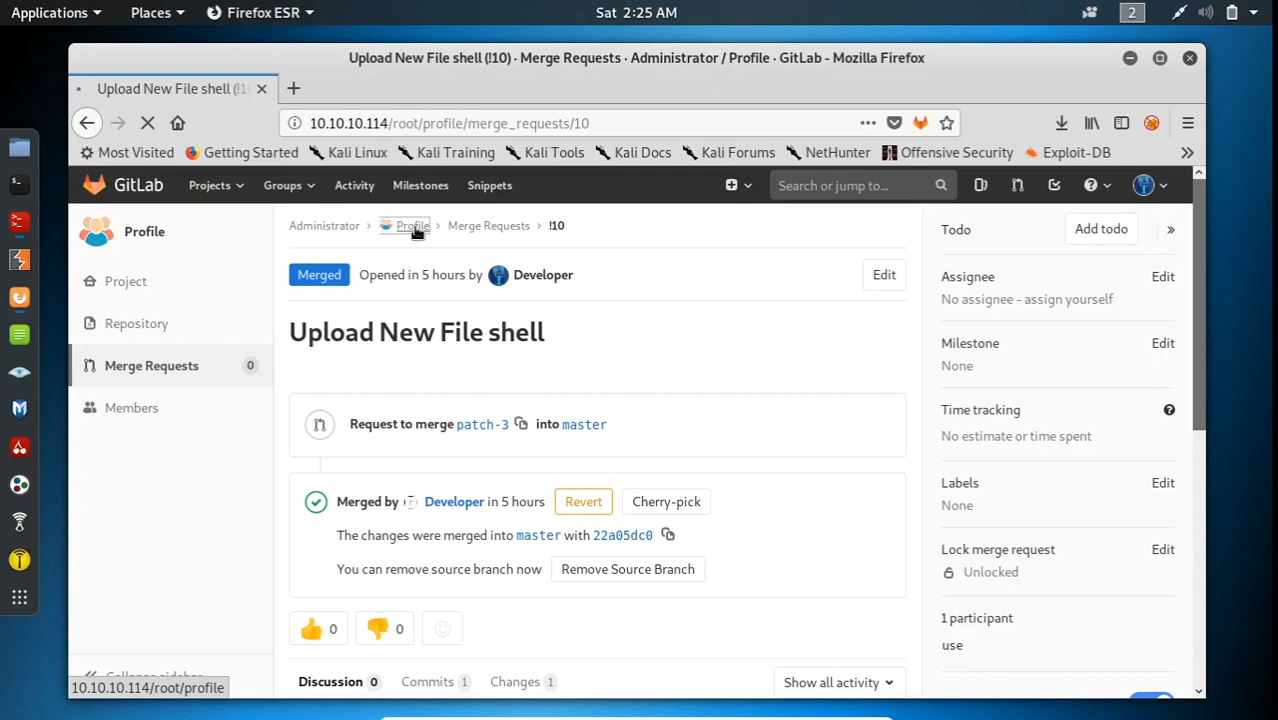 Applications Places Firefox ESR Sat 2:25 AM 2
Upload New File shell (!10) · Merge Requests · Administrator / Profile · GitLab - Mozilla Firefox
Upload New File shell (!1
10.10.10.114/root/profile/merge_requests/10
Most Visited Getting Started Kali Linux Kali Training Kali Tools Kali Docs Kali Forums NetHunter Offensive Security Exploit-DB
GitLab Projects Groups Activity Milestones Snippets Search or jump to...
Profile
Project
Repository
Merge Requests 0
Members
Collapse sidebar
10.10.10.114/root/profile
Administrator > Profile > Merge Requests > !10
Merged Opened in 5 hours by Developer Edit
Upload New File shell
Request to merge patch-3 into master
Merged by Developer in 5 hours Revert Cherry-pick
The changes were merged into master with 22a05dc0
You can remove source branch now Remove Source Branch
0 0
Discussion 0 Commits 1 Changes 1 Show all activity
Todo Add todo »
Assignee Edit
No assignee - assign yourself
Milestone Edit
None
Time tracking
No estimate or time spent
Labels Edit
None
Lock merge request Edit
Unlocked
1 participant
use